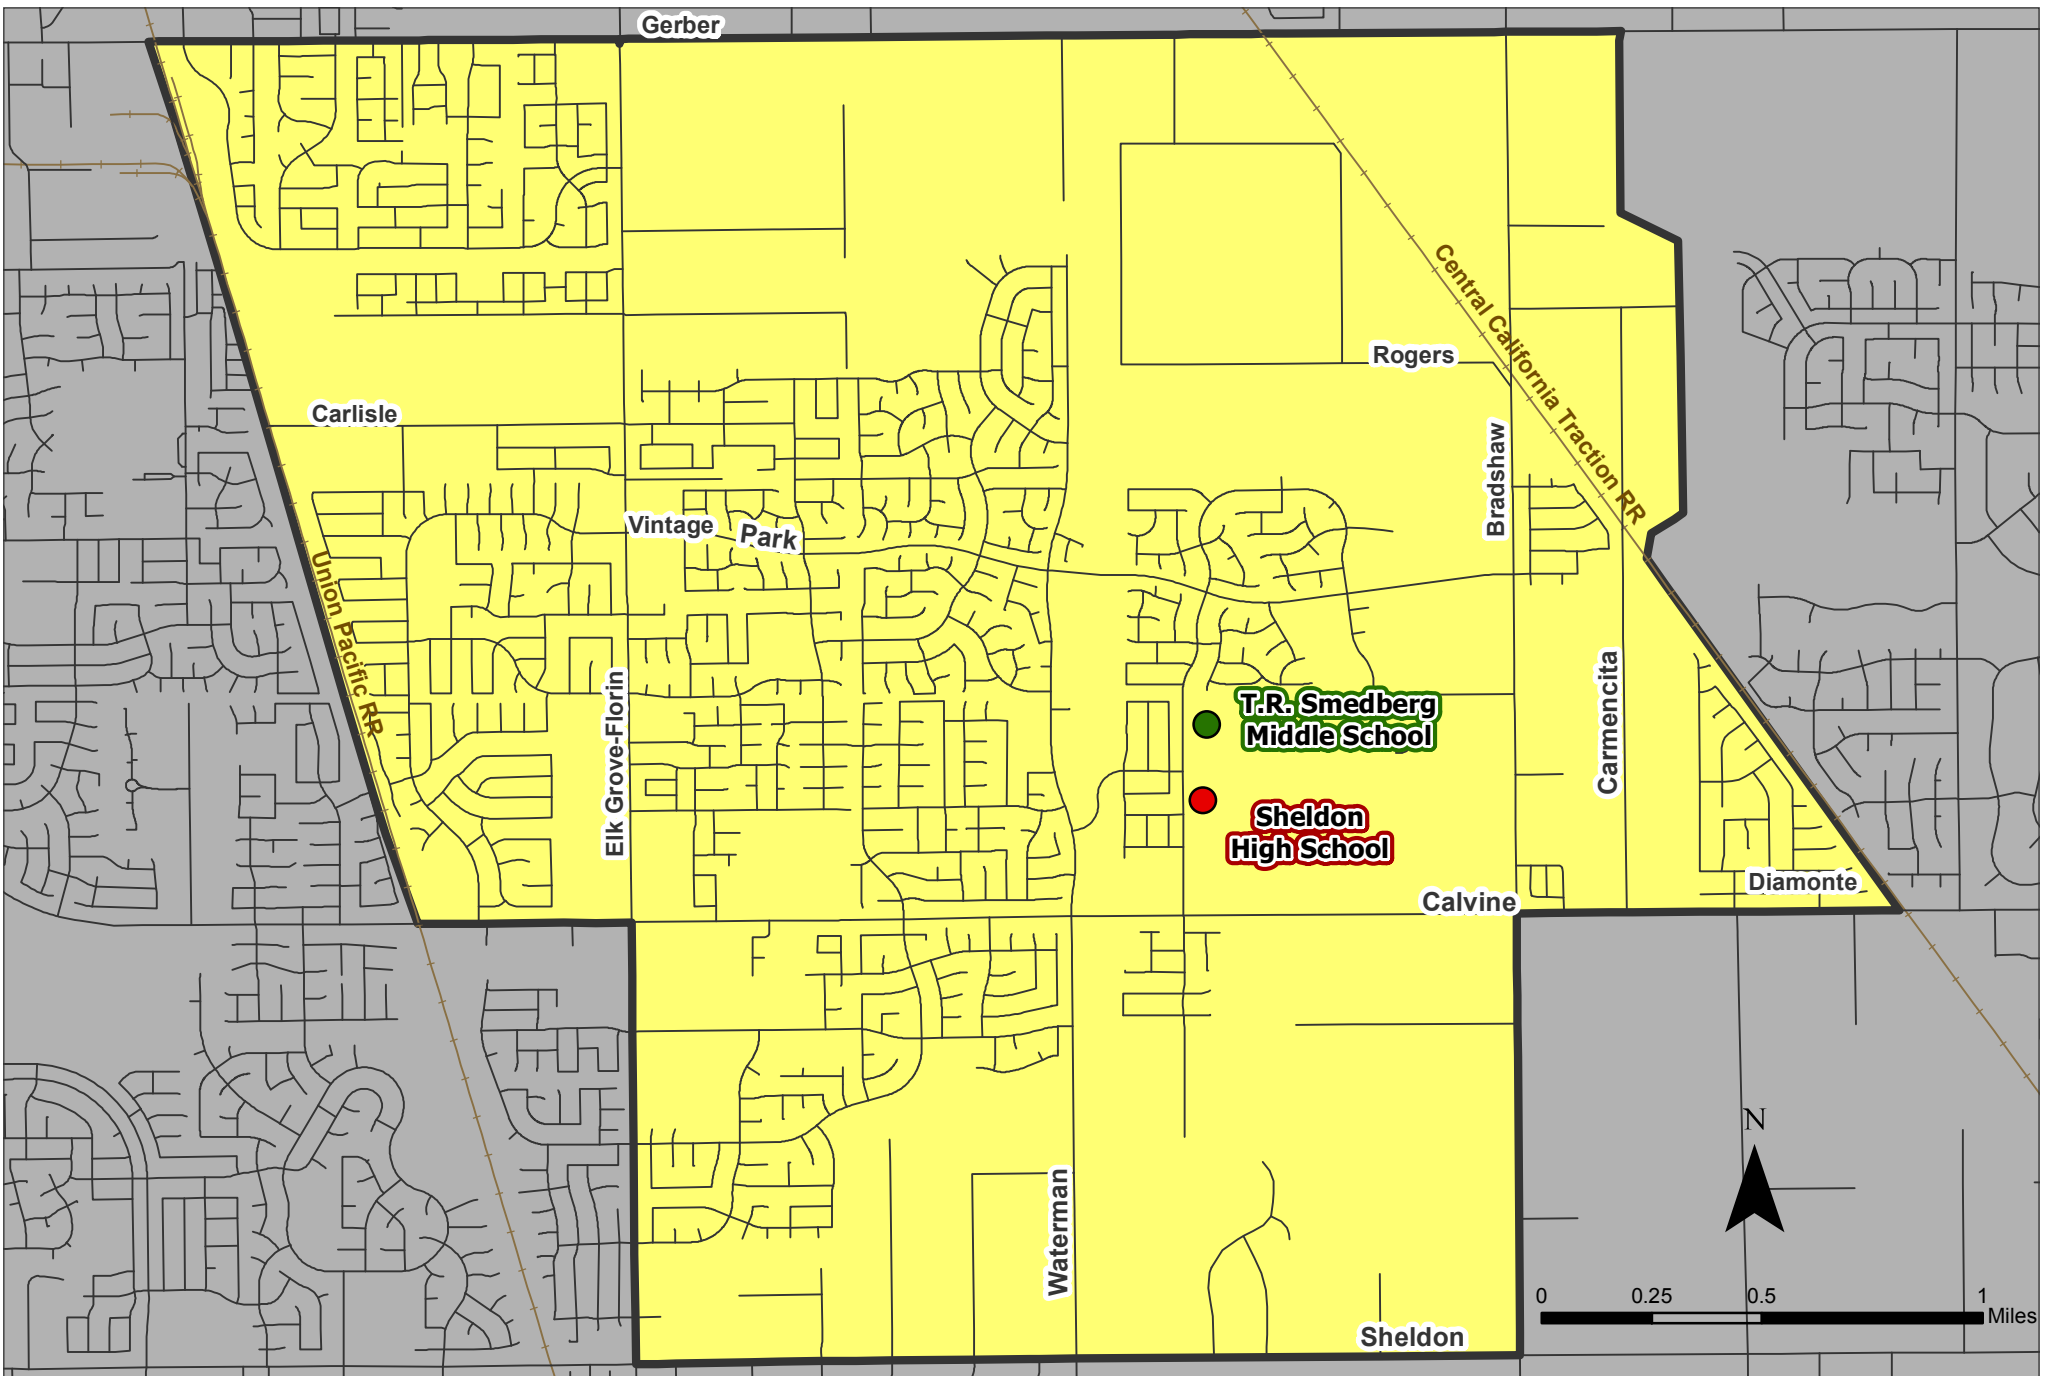 Gerber
Central California Traction RR
Rogers
Carlisle
Bradshaw
Vintage Park
Union Pacific RR
Elk Grove-Florin
Carmencita
T.R. Smedberg
Middle School
Sheldon
High School
Diamonte
Calvine
N
Waterman
0 0.25 0.5 1
Miles
Sheldon